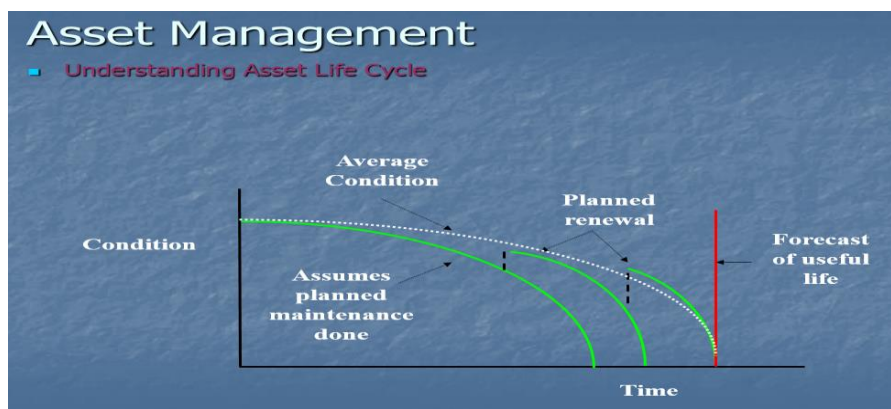 Asset Management
Understanding Asset Life Cycle
Average
Condition
Planned
renewal
Condition
Forecast
of useful
life
Assumes
planned
maintenance
done
Time